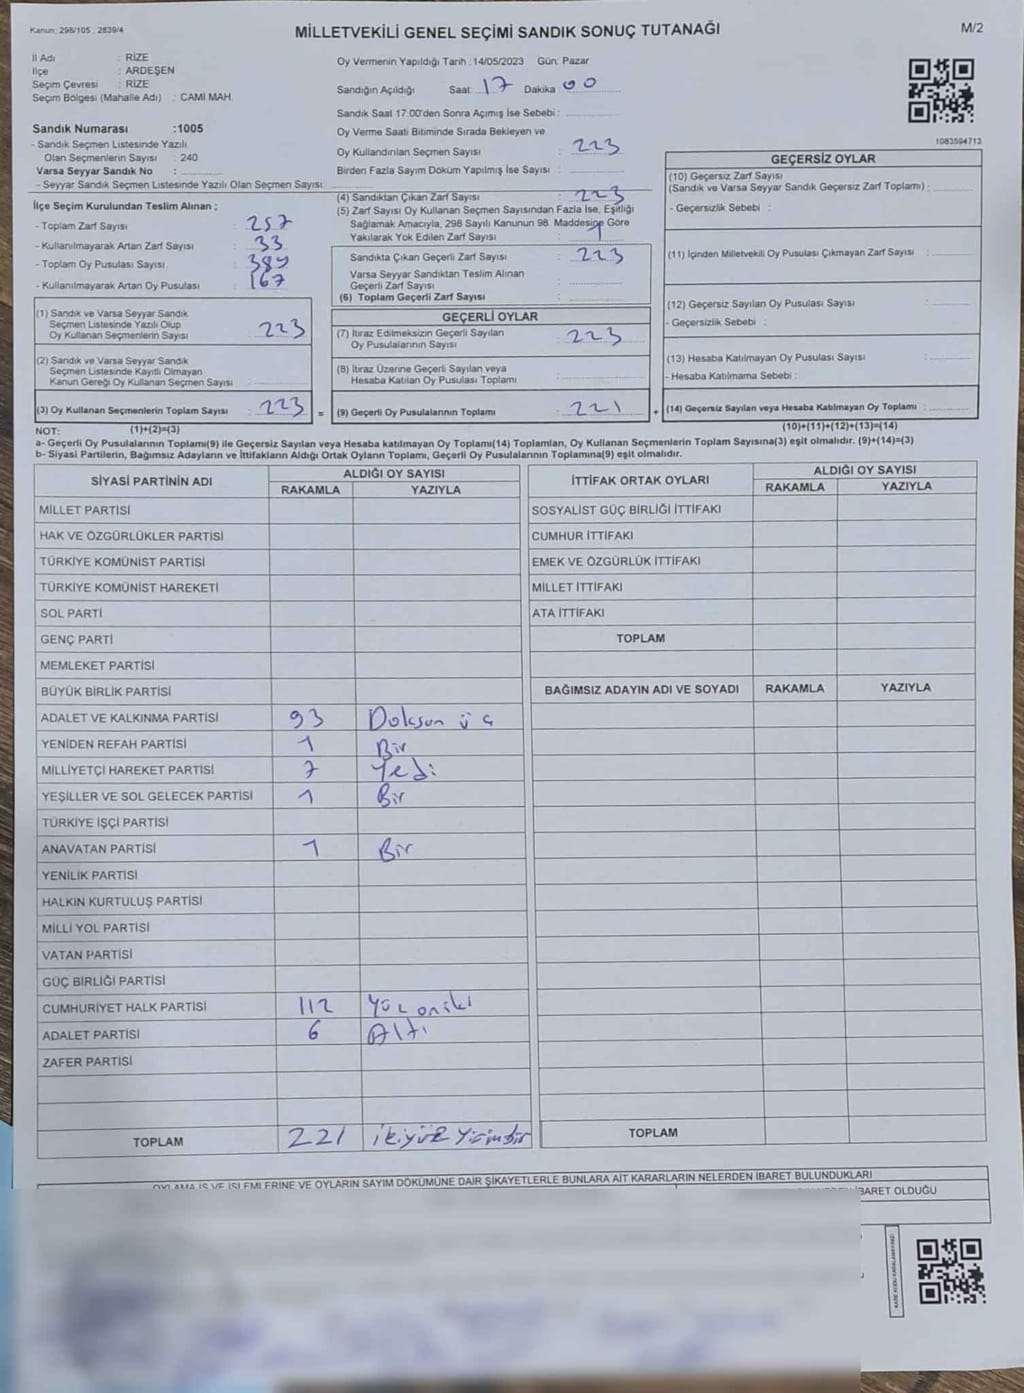 Kanun: 298/105 , 2839/4
MİLLETVEKİLİ GENEL SEÇİMİ SANDIK SONUÇ TUTANAĞI
M/2
İl Adı : RİZE
İlçe : ARDEŞEN
Seçim Çevresi : RİZE
Seçim Bölgesi (Mahalle Adı) : CAMİ MAH.
Sandık Numarası :1005
- Sandık Seçmen Listesinde Yazılı
Olan Seçmenlerin Sayısı : 240
Varsa Seyyar Sandık No :
- Seyyar Sandık Seçmen Listesinde Yazılı Olan Seçmen Sayısı:
İlçe Seçim Kurulundan Teslim Alınan ;
- Toplam Zarf Sayısı : 257
- Kullanılmayarak Artan Zarf Sayısı : 33
- Toplam Oy Pusulası Sayısı : 389
- Kullanılmayarak Artan Oy Pusulası : 167
Oy Vermenin Yapıldığı Tarih :14/05/2023 Gün: Pazar
Sandığın Açıldığı Saat: 17 Dakika 00
Sandık Saat 17:00'den Sonra Açımış İse Sebebi :
Oy Verme Saati Bitiminde Sırada Bekleyen ve
Oy Kullandırılan Seçmen Sayısı : 223
Birden Fazla Sayım Döküm Yapılmış İse Sayısı :
(4) Sandıktan Çıkan Zarf Sayısı : 223
(5) Zarf Sayısı Oy Kullanan Seçmen Sayısından Fazla İse, Eşitliği
Sağlamak Amacıyla, 298 Sayılı Kanunun 98. Maddesine Göre
Yakılarak Yok Edilen Zarf Sayısı : 1
Sandıkta Çıkan Geçerli Zarf Sayısı : 223
Varsa Seyyar Sandıktan Teslim Alınan
Geçerli Zarf Sayısı :
(6) Toplam Geçerli Zarf Sayısı :
1083594713
GEÇERSİZ OYLAR
(10) Geçersiz Zarf Sayısı
(Sandık ve Varsa Seyyar Sandık Geçersiz Zarf Toplamı) :
- Geçersizlik Sebebi :
(11) İçinden Milletvekili Oy Pusulası Çıkmayan Zarf Sayısı :
(12) Geçersiz Sayılan Oy Pusulası Sayısı :
- Geçersizlik Sebebi :
(13) Hesaba Katılmayan Oy Pusulası Sayısı :
- Hesaba Katılmama Sebebi :
(1) Sandık ve Varsa Seyyar Sandık
Seçmen Listesinde Yazılı Olup
Oy Kullanan Seçmenlerin Sayısı : 223
(2) Sandık ve Varsa Seyyar Sandık
Seçmen Listesinde Kayıtlı Olmayan
Kanun Gereği Oy Kullanan Seçmen Sayısı :
GEÇERLİ OYLAR
(7) İtiraz Edilmeksizin Geçerli Sayılan
Oy Pusulalarının Sayısı : 223
(8) İtiraz Üzerine Geçerli Sayılan veya
Hesaba Katılan Oy Pusulası Toplamı :
(3) Oy Kullanan Seçmenlerin Toplam Sayısı : 223 = (9) Geçerli Oy Pusulalarının Toplamı : 221 + (14) Geçersiz Sayılan veya Hesaba Katılmayan Oy Toplamı :
NOT: (1)+(2)=(3) (10)+(11)+(12)+(13)=(14)
a- Geçerli Oy Pusulalarının Toplamı(9) ile Geçersiz Sayılan veya Hesaba katılmayan Oy Toplamı(14) Toplamları, Oy Kullanan Seçmenlerin Toplam Sayısına(3) eşit olmalıdır. (9)+(14)=(3)
b- Siyasi Partilerin, Bağımsız Adayların ve İttifakların Aldığı Ortak Oyların Toplamı, Geçerli Oy Pusulalarının Toplamına(9) eşit olmalıdır.
SİYASİ PARTİNİN ADI ALDIĞI OY SAYISI
RAKAMLA YAZIYLA
MİLLET PARTİSİ
HAK VE ÖZGÜRLÜKLER PARTİSİ
TÜRKİYE KOMÜNİST PARTİSİ
TÜRKİYE KOMÜNİST HAREKETİ
SOL PARTİ
GENÇ PARTİ
MEMLEKET PARTİSİ
BÜYÜK BİRLİK PARTİSİ
ADALET VE KALKINMA PARTİSİ 93 Doksan üç
YENİDEN REFAH PARTİSİ 1 Bir
MİLLİYETÇİ HAREKET PARTİSİ 7 Yedi
YEŞİLLER VE SOL GELECEK PARTİSİ 1 Bir
TÜRKİYE İŞÇİ PARTİSİ
ANAVATAN PARTİSİ 1 Bir
YENİLİK PARTİSİ
HALKIN KURTULUŞ PARTİSİ
MİLLİ YOL PARTİSİ
VATAN PARTİSİ
GÜÇ BİRLİĞİ PARTİSİ
CUMHURİYET HALK PARTİSİ 112 Yüz oniki
ADALET PARTİSİ 6 Altı
ZAFER PARTİSİ
TOPLAM 221 ikiyüz yirmibir
İTTİFAK ORTAK OYLARI ALDIĞI OY SAYISI
RAKAMLA YAZIYLA
SOSYALİST GÜÇ BİRLİĞİ İTTİFAKI
CUMHUR İTTİFAKI
EMEK VE ÖZGÜRLÜK İTTİFAKI
MİLLET İTTİFAKI
ATA İTTİFAKI
TOPLAM
BAĞIMSIZ ADAYIN ADI VE SOYADI RAKAMLA YAZIYLA
TOPLAM
OYLAMA İŞ VE İŞLEMLERİNE VE OYLARIN SAYIM DÖKÜMÜNE DAİR ŞİKAYETLERLE BUNLARA AİT KARARLARIN NELERDEN İBARET BULUNDUKLARI
İBARET OLDUĞU